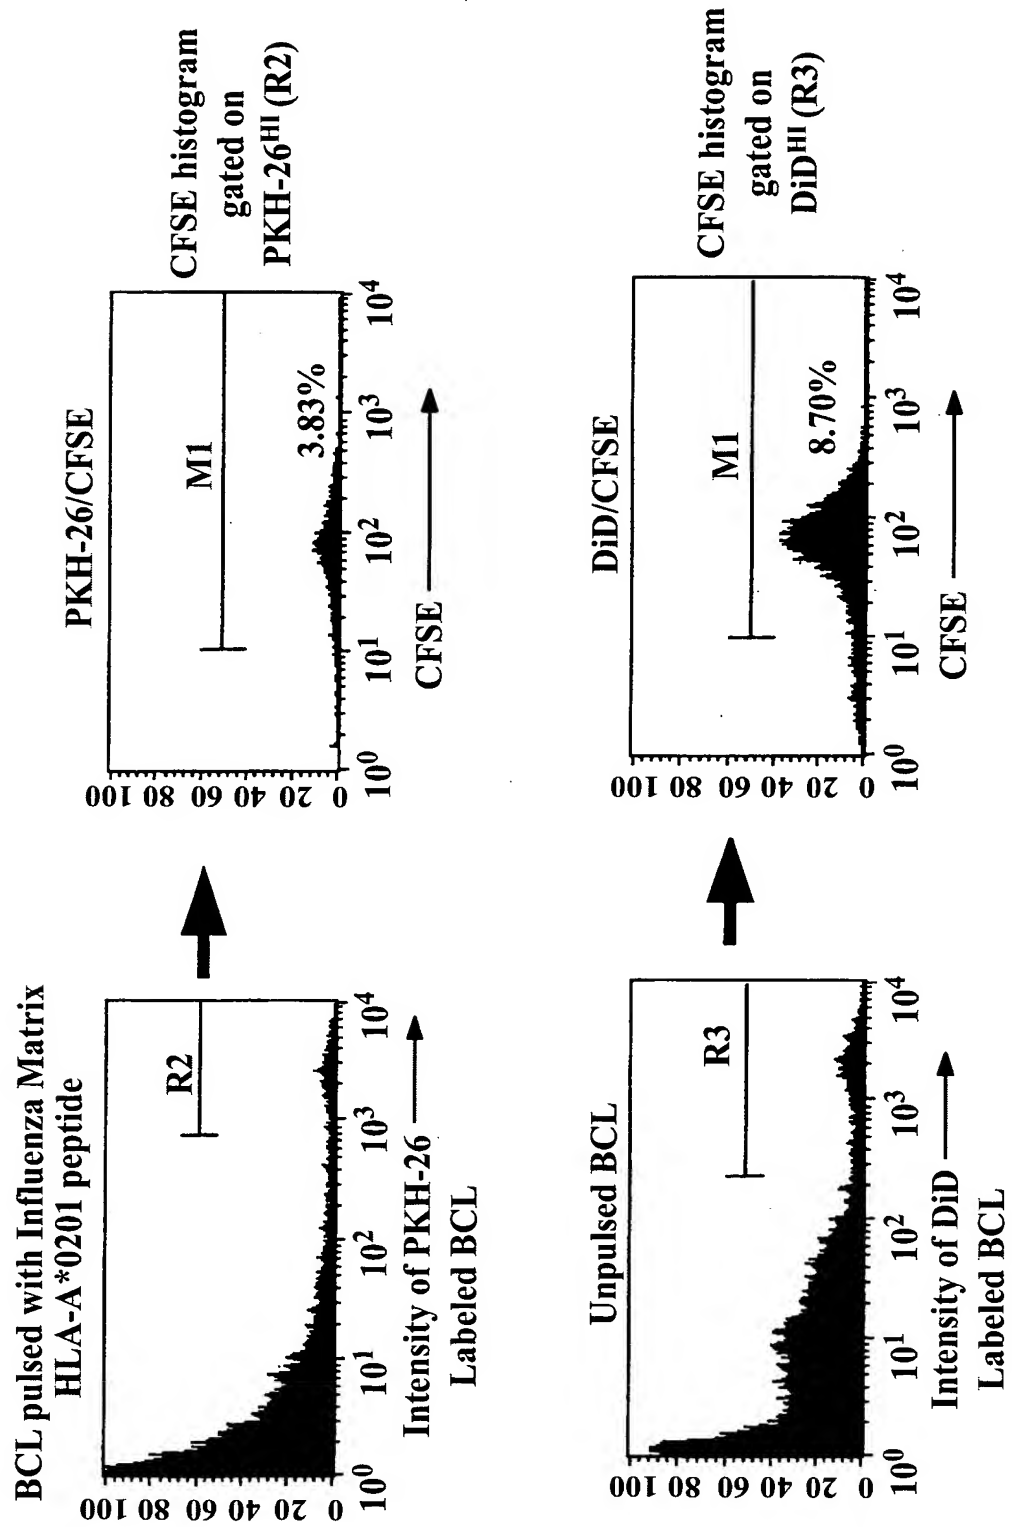 BCL pulsed with Influenza Matrix
HLA-A*0201 peptide
100
80
60
40
20
0
R2
10⁰ 10¹ 10² 10³ 10⁴
Intensity of PKH-26
Labeled BCL
PKH-26/CFSE
100
80
60
40
20
0
M1
3.83%
10⁰ 10¹ 10² 10³ 10⁴
CFSE
CFSE histogram
gated on
PKH-26ᴴᴵ (R2)
Unpulsed BCL
100
80
60
40
20
0
R3
10⁰ 10¹ 10² 10³ 10⁴
Intensity of DiD
Labeled BCL
DiD/CFSE
100
80
60
40
20
0
M1
8.70%
10⁰ 10¹ 10² 10³ 10⁴
CFSE
CFSE histogram
gated on
DiDᴴᴵ (R3)